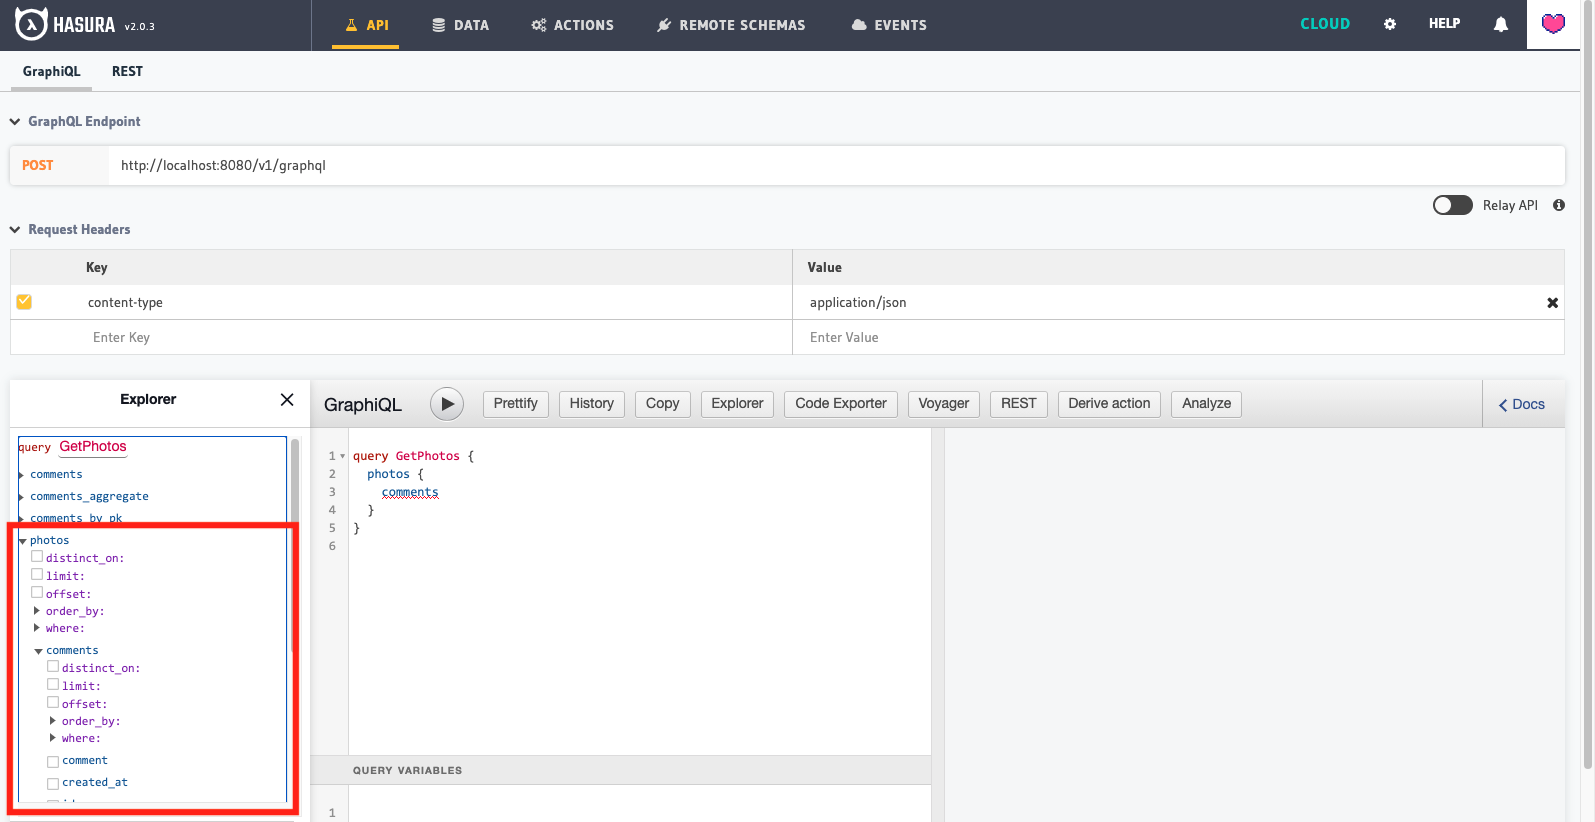 HASURA v2.0.3 API DATA ACTIONS REMOTE SCHEMAS EVENTS CLOUD HELP
GraphiQL REST
GraphQL Endpoint
POST http://localhost:8080/v1/graphql
Relay API
Request Headers
Key Value
content-type application/json
Enter Key Enter Value
Explorer
GraphiQL Prettify History Copy Explorer Code Exporter Voyager REST Derive action Analyze Docs
query GetPhotos
comments
comments_aggregate
comments_by_pk
photos
distinct_on:
limit:
offset:
order_by:
where:
comments
distinct_on:
limit:
offset:
order_by:
where:
comment
created_at
1 query GetPhotos {
2 photos {
3 comments
4 }
5 }
6
QUERY VARIABLES
1